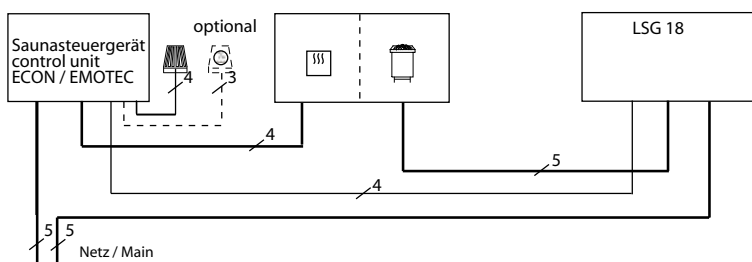 optional
Saunasteuergerät
control unit
ECON / EMOTEC
LSG 18
4
3
4
5
4
5
5
Netz / Main